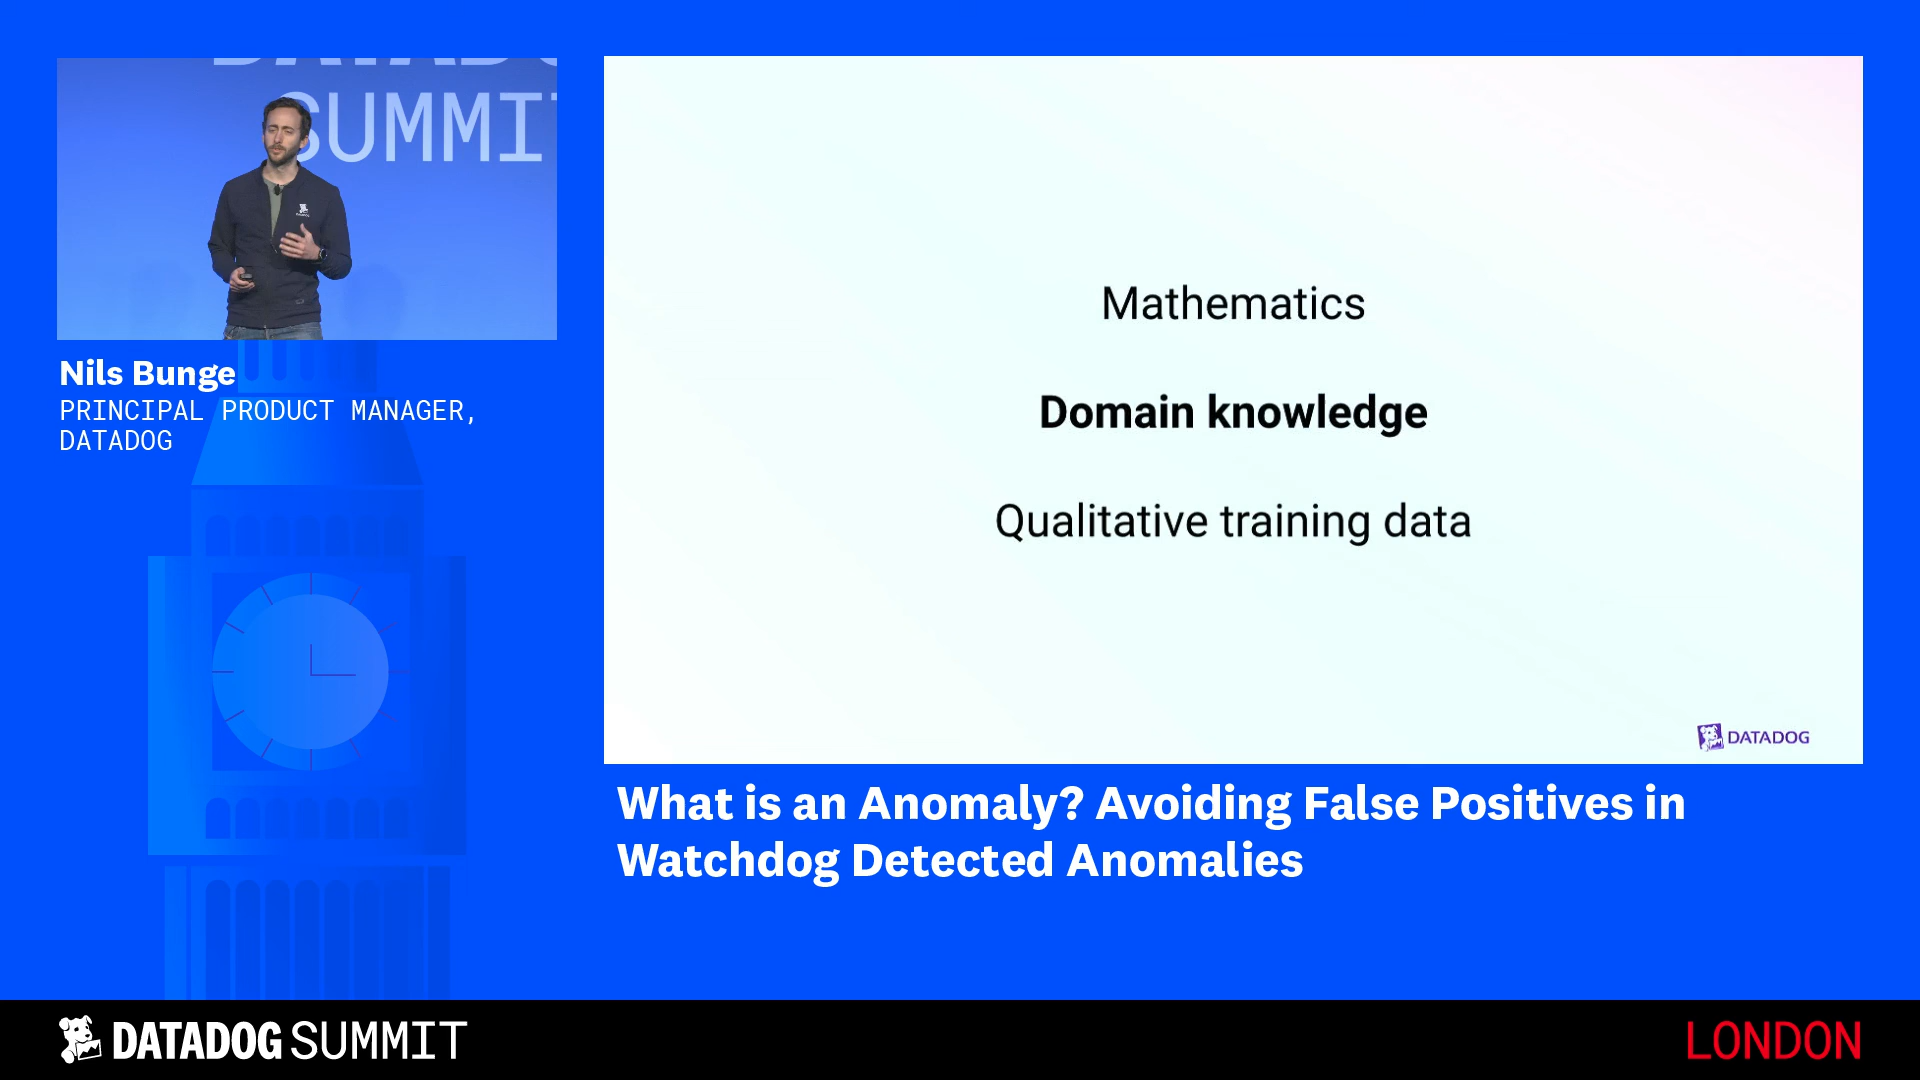 SUMMIT
Nils Bunge
PRINCIPAL PRODUCT MANAGER,
DATADOG
Mathematics
Domain knowledge
Qualitative training data
DATADOG
What is an Anomaly? Avoiding False Positives in
Watchdog Detected Anomalies
DATADOG SUMMIT
LONDON